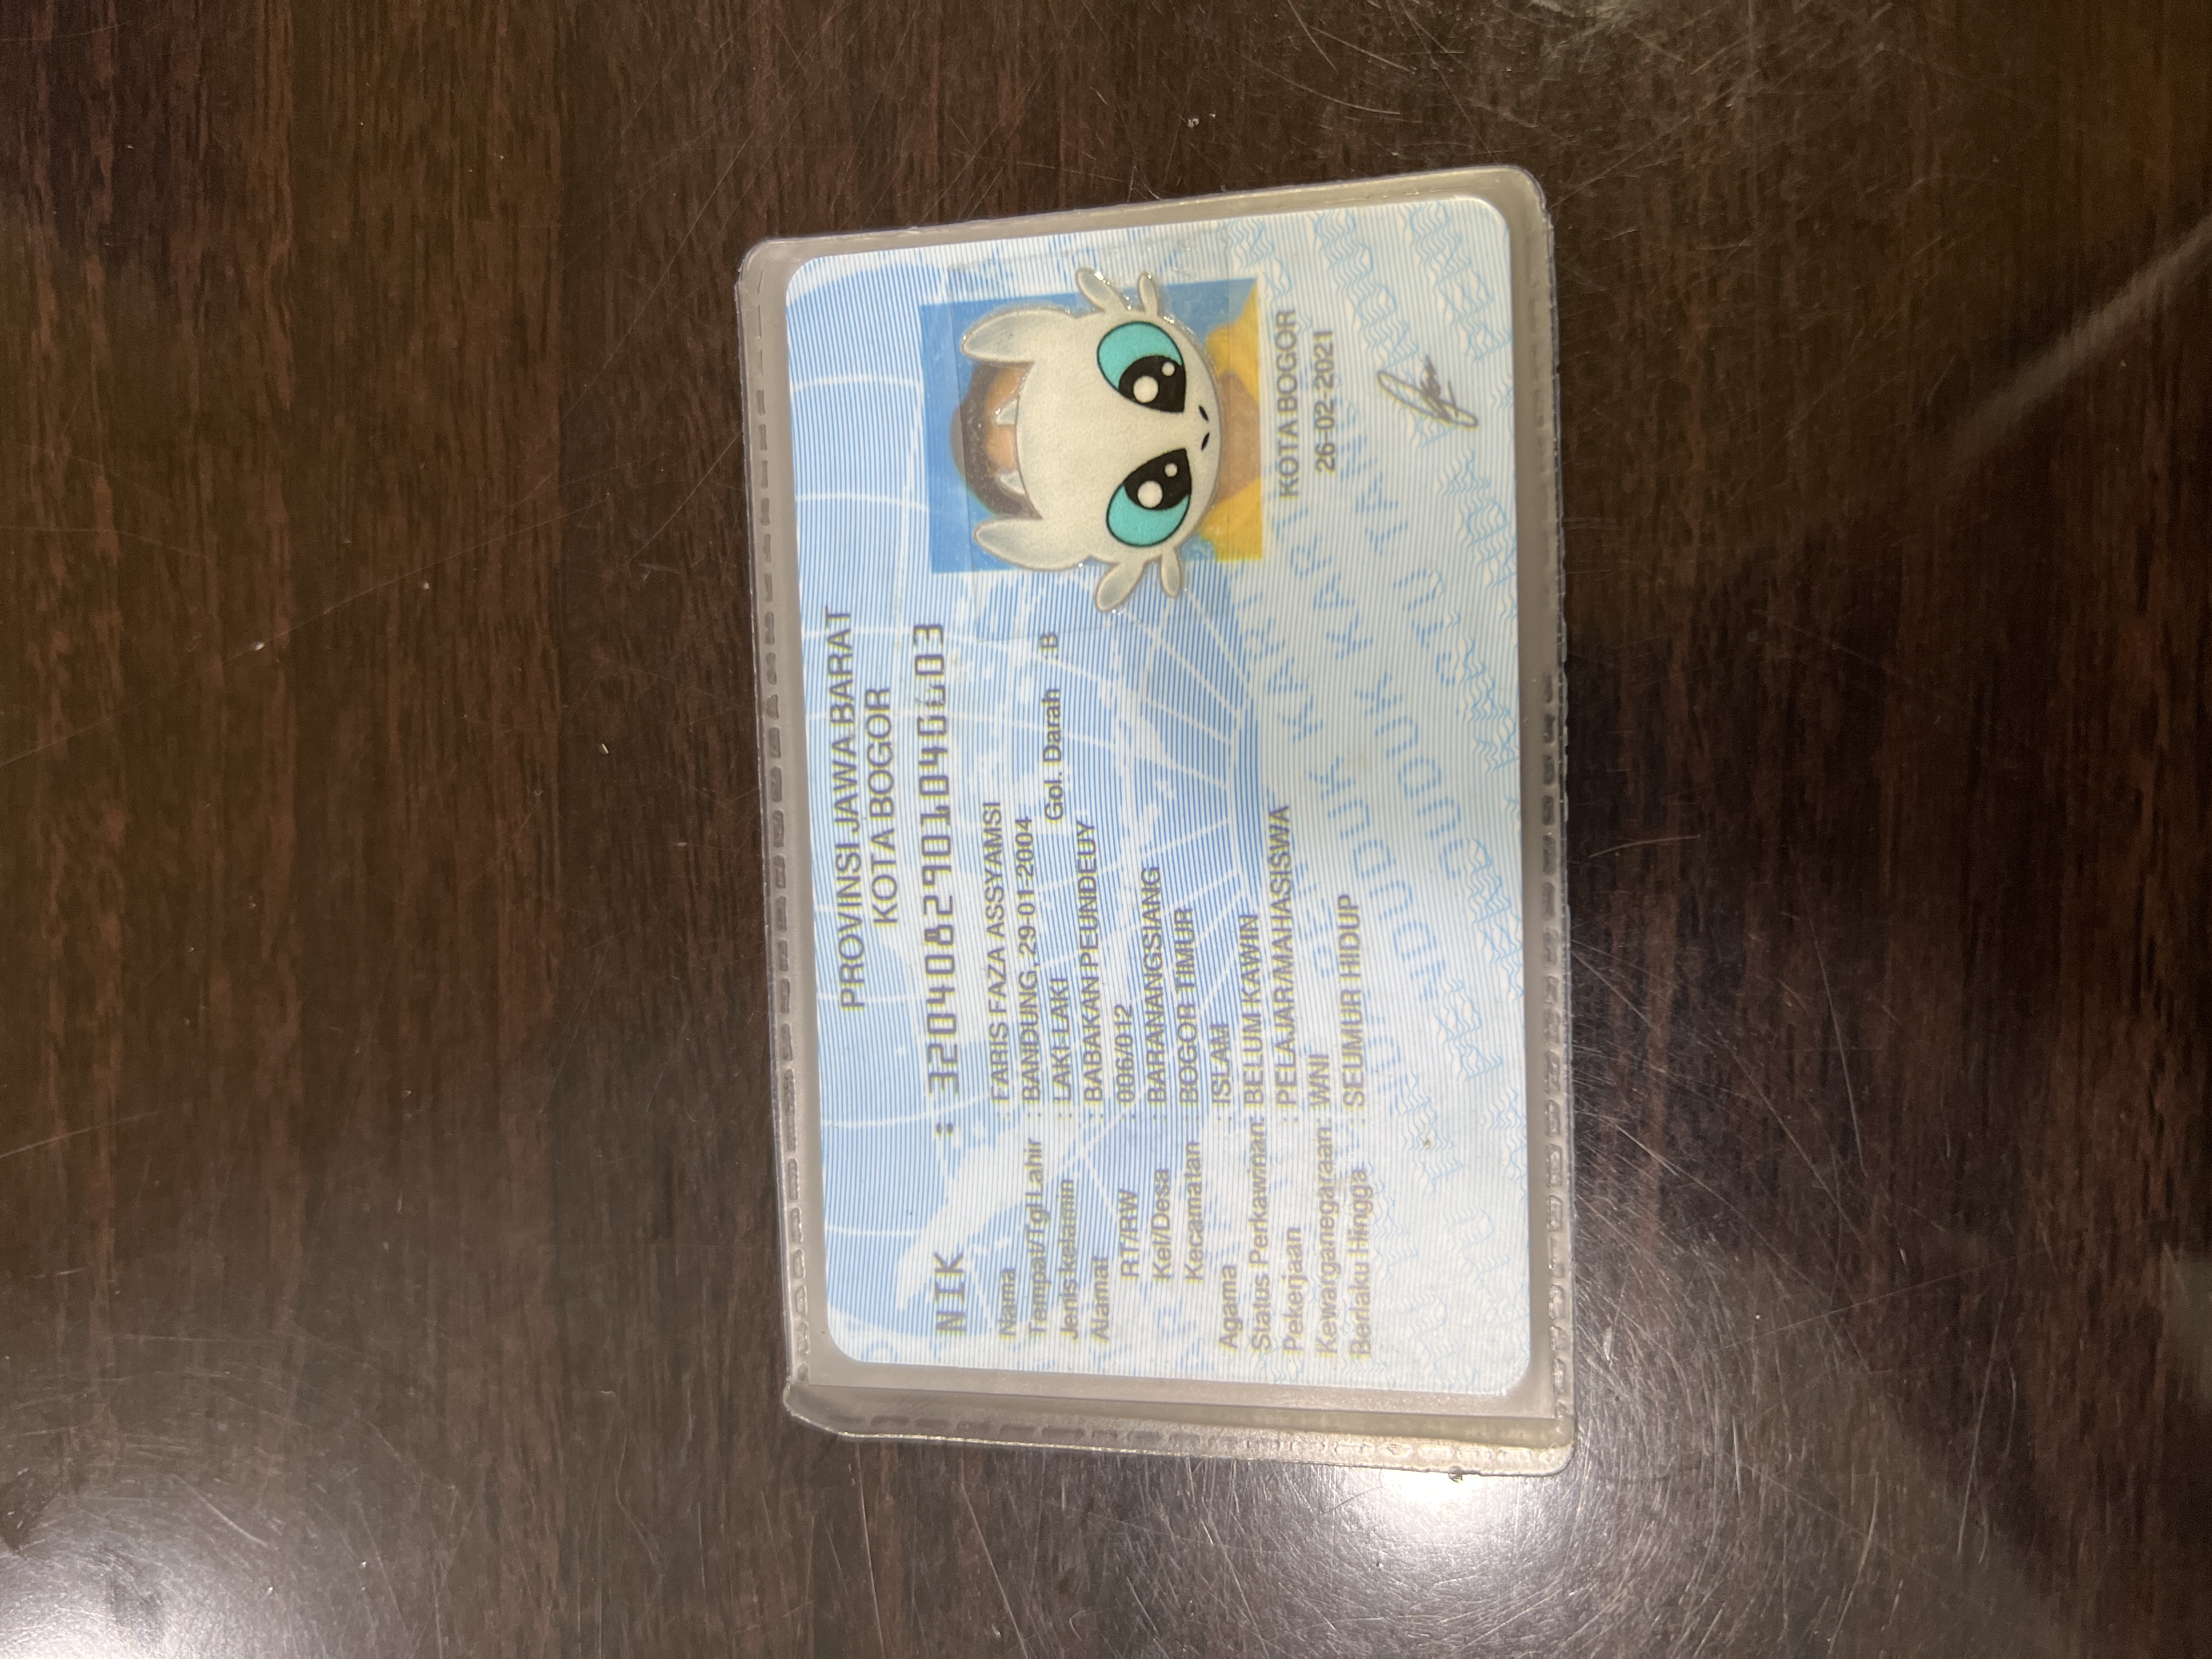 PROVINSI JAWA BARAT
KOTA BOGOR
NIK :
Nama : FARIS FAZA ASSYAMSI
Tempat/Tgl Lahir : BANDUNG, 29-01-2004
Jenis kelamin : LAKI-LAKI Gol. Darah : B
Alamat : BABAKAN PEUNDEUY
RT/RW : 006/012
Kel/Desa : BARANANGSIANG
Kecamatan : BOGOR TIMUR
Agama : ISLAM
Status Perkawinan: BELUM KAWIN
Pekerjaan : PELAJAR/MAHASISWA
Kewarganegaraan: WNI
Berlaku Hingga : SEUMUR HIDUP
KOTA BOGOR
26-02-2021